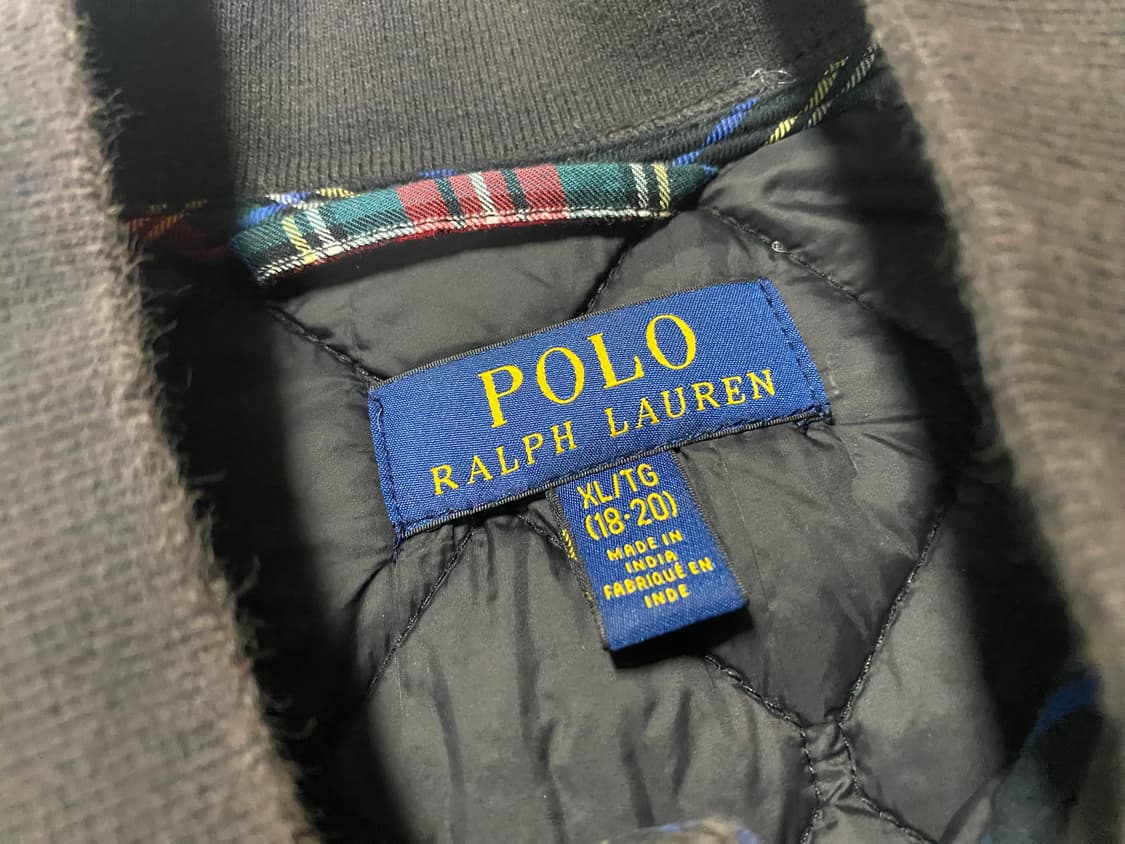 POLO
RALPH LAUREN
XL/TG
(18-20)
MADE IN
INDIA
FABRIQUÉ EN
INDE